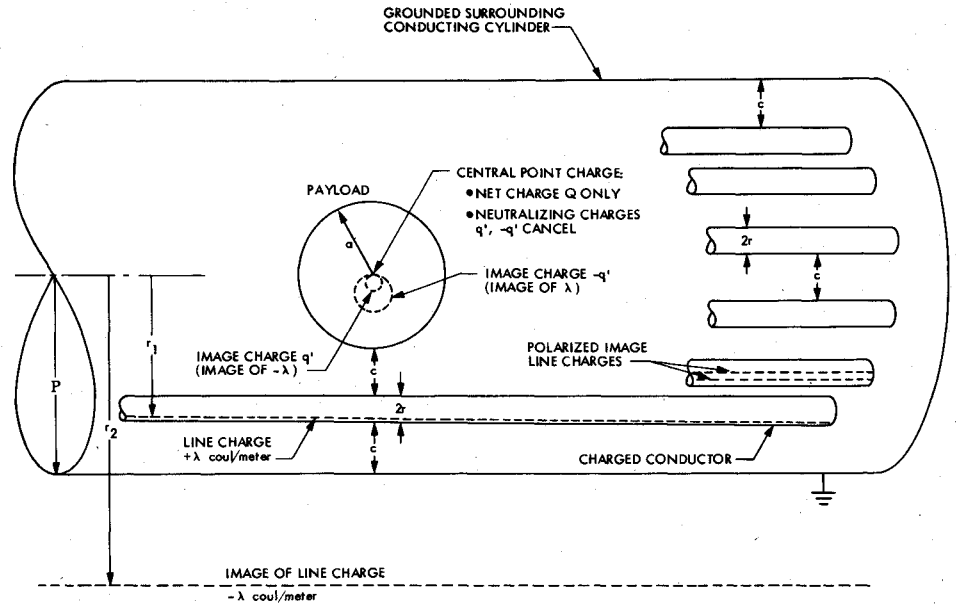 GROUNDED SURROUNDING
CONDUCTING CYLINDER
c
CENTRAL POINT CHARGE:
• NET CHARGE Q ONLY
• NEUTRALIZING CHARGES
q', -q' CANCEL
PAYLOAD
a
2r
c
IMAGE CHARGE -q'
(IMAGE OF λ)
r1
IMAGE CHARGE q'
(IMAGE OF -λ)
POLARIZED IMAGE
LINE CHARGES
P
c
r2
2r
LINE CHARGE
+λ coul/meter
c
CHARGED CONDUCTOR
IMAGE OF LINE CHARGE
-λ coul/meter